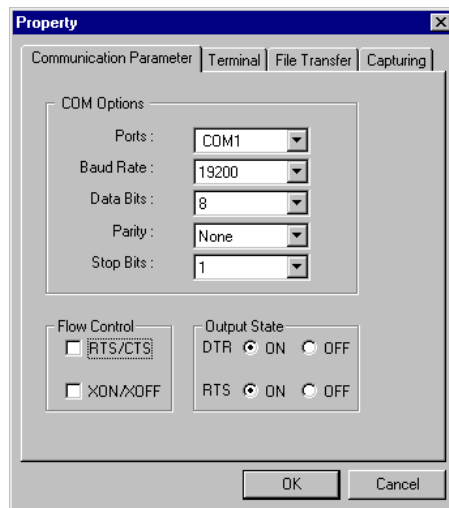 Property
Communication Parameter Terminal File Transfer Capturing
COM Options
Ports : COM1
Baud Rate : 19200
Data Bits : 8
Parity : None
Stop Bits : 1
Flow Control
RTS/CTS
XON/XOFF
Output State
DTR ON OFF
RTS ON OFF
OK Cancel